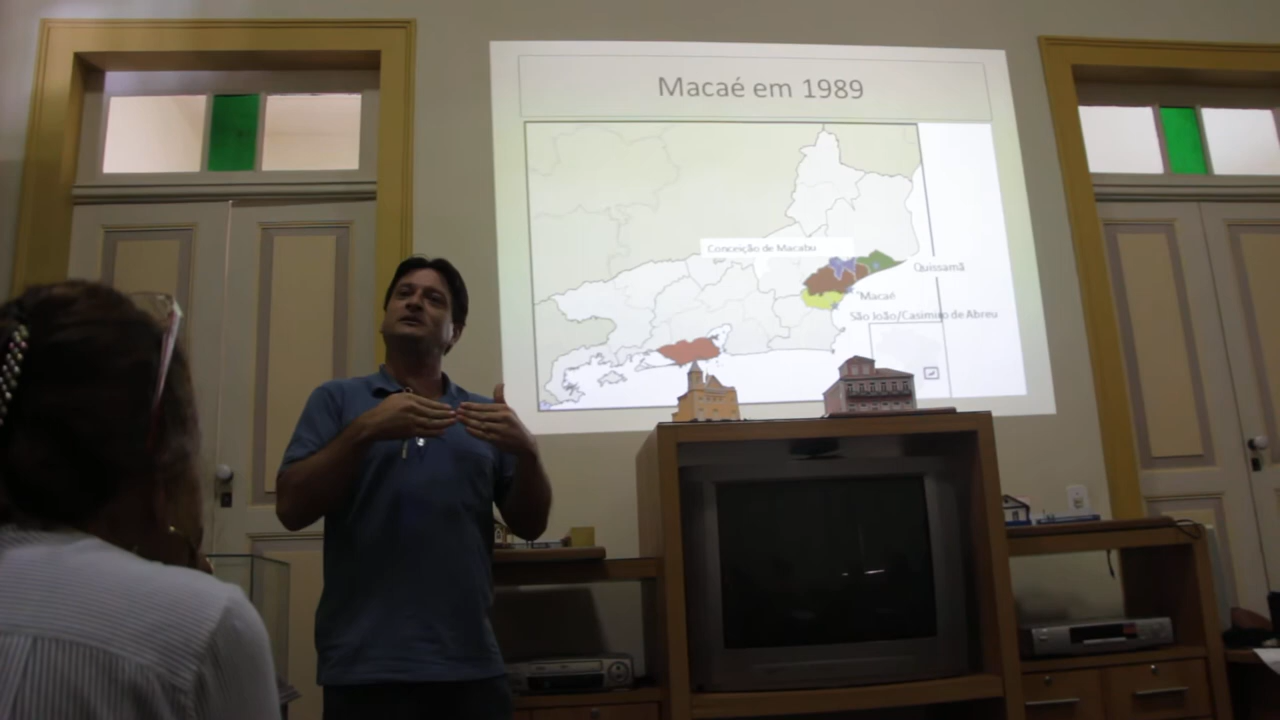 Macaé em 1989
Conceição de Macabu
Quissamã
Macaé
São João/Casimiro de Abreu